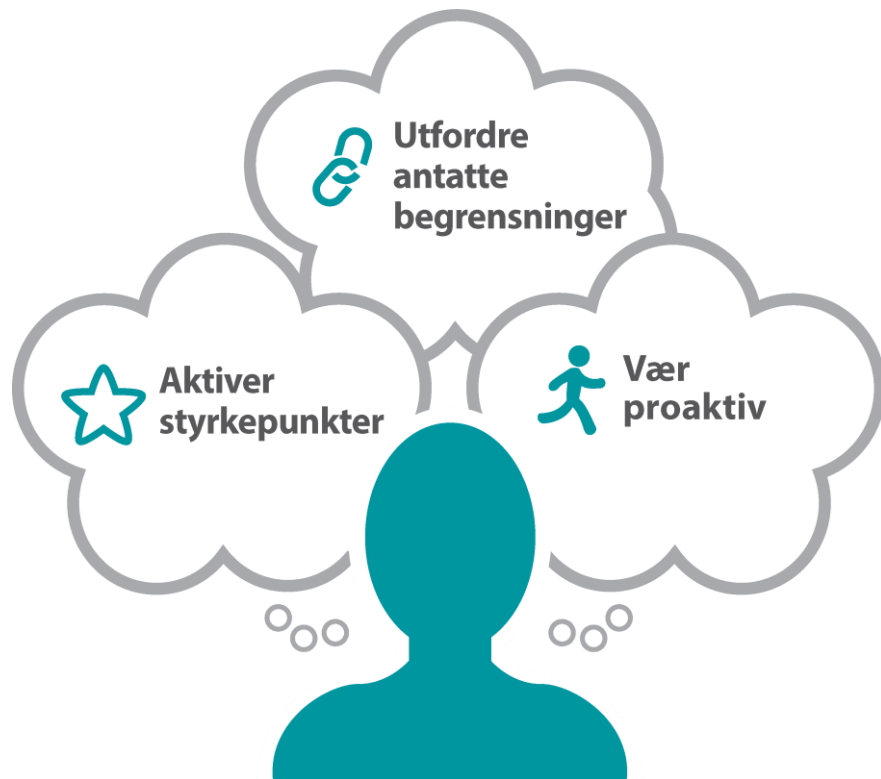 Utfordre
antatte
begrensninger
Aktiver
styrkepunkter
Vær
proaktiv